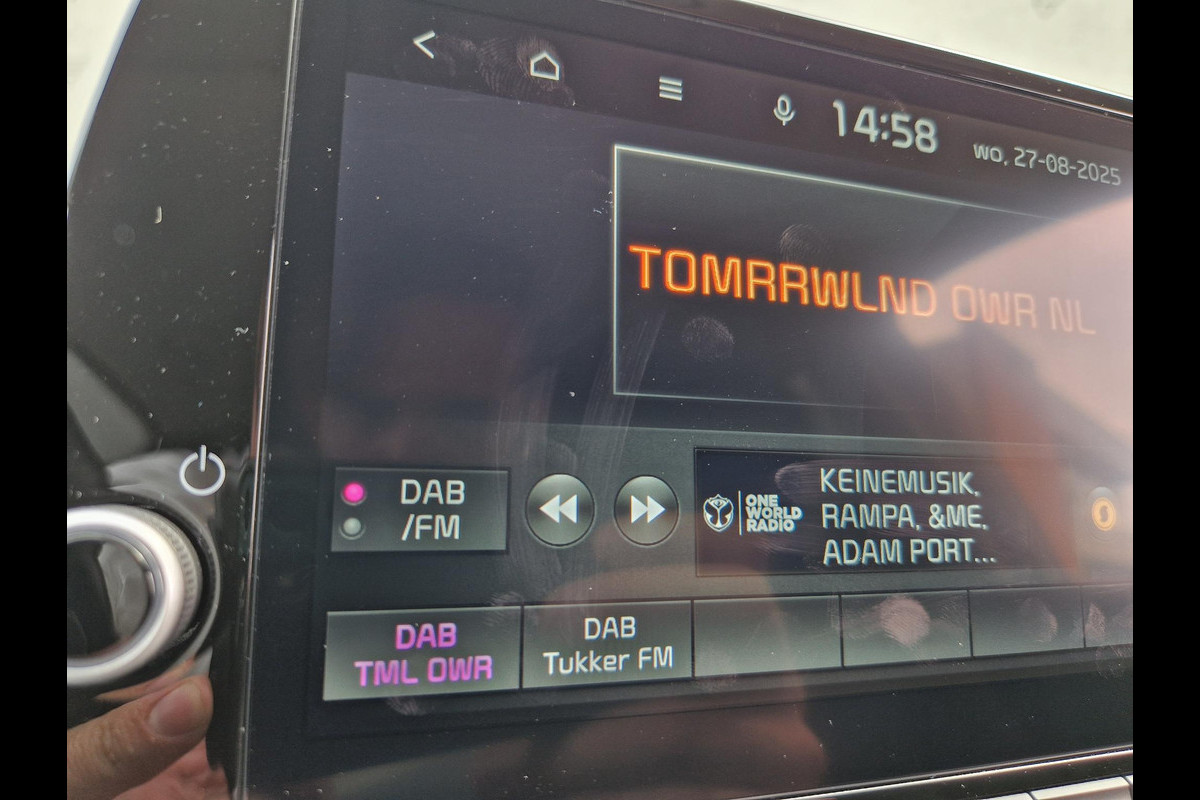 14:58
wo, 27-08-2025
TOMRRWLND OWR NL
DAB
/FM
ONE
WORLD
RADIO
KEINEMUSIK,
RAMPA, &ME,
ADAM PORT...
DAB
TML OWR
DAB
Tukker FM